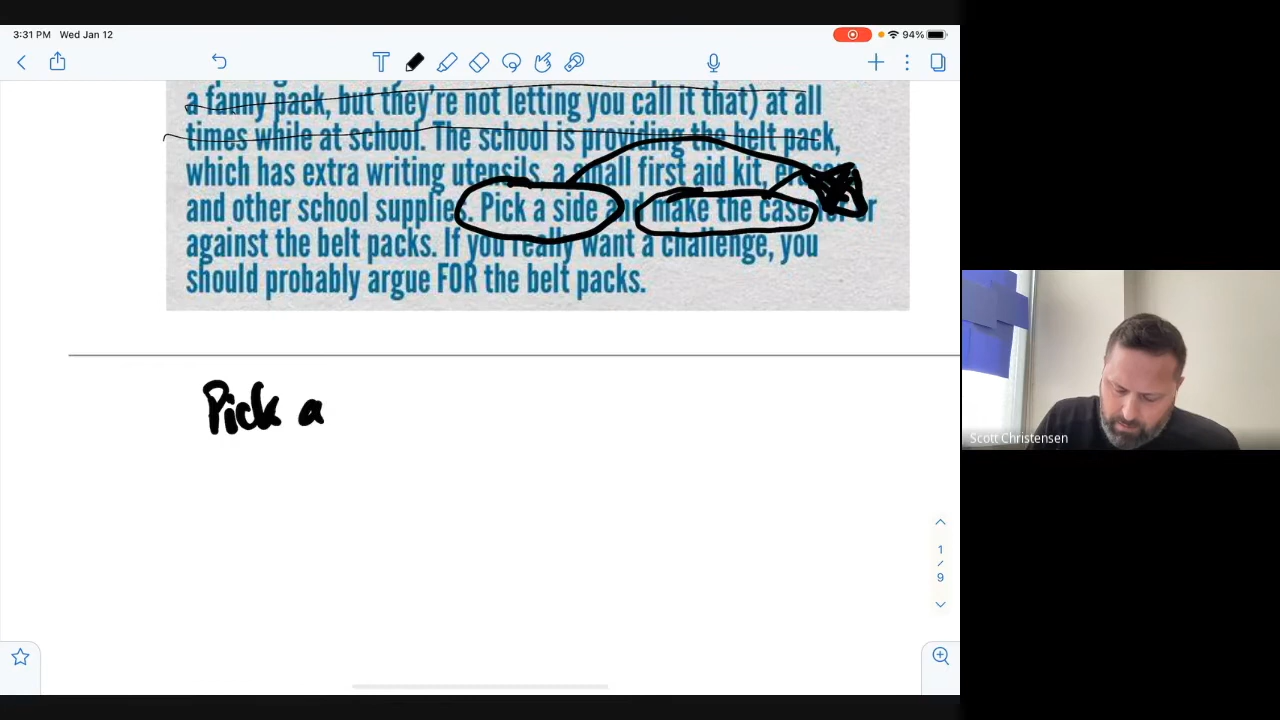 3:31 PM Wed Jan 12
94%
a fanny pack, but they're not letting you call it that) at all
times while at school. The school is providing the belt pack,
which has extra writing utensils, a small first aid kit,
and other school supplies. Pick a side and make the case or
against the belt packs. If you really want a challenge, you
should probably argue FOR the belt packs.
Pick a
1
/
9
Scott Christensen